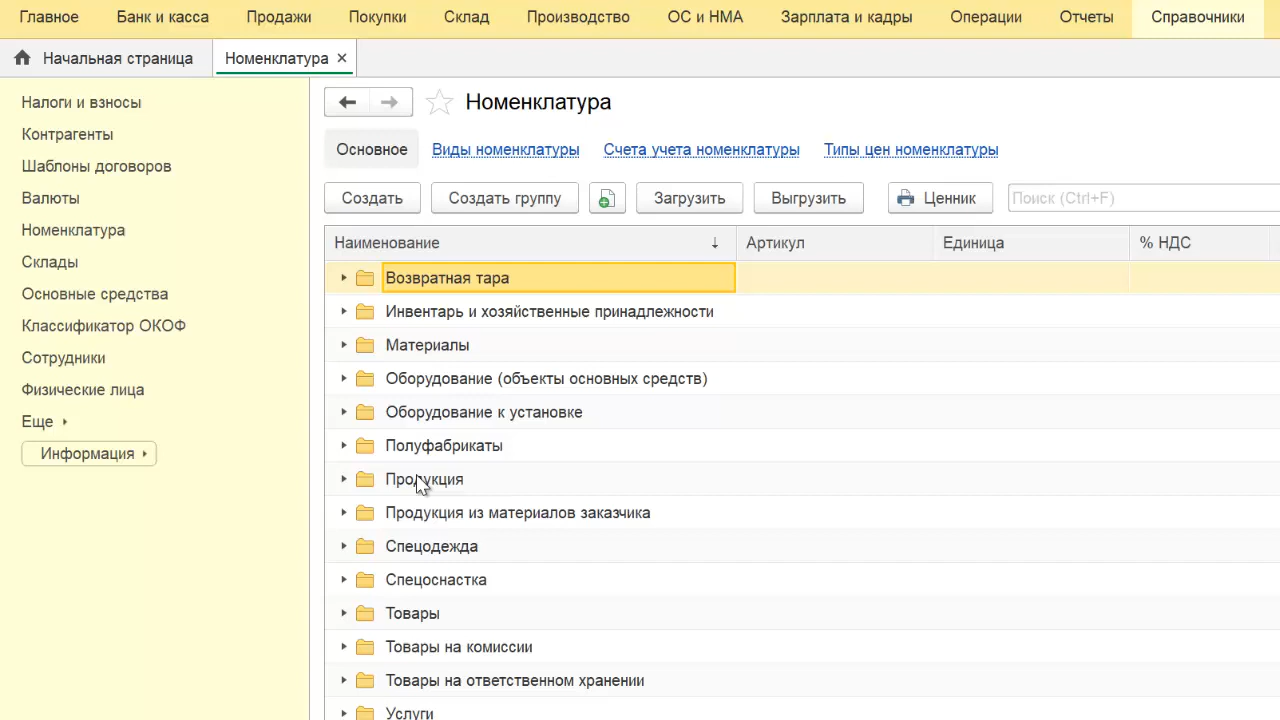 Главное Банк и касса Продажи Покупки Склад Производство ОС и НМА Зарплата и кадры Операции Отчеты Справочники
Начальная страница Номенклатура ×
Налоги и взносы
Контрагенты
Шаблоны договоров
Валюты
Номенклатура
Склады
Основные средства
Классификатор ОКОФ
Сотрудники
Физические лица
Еще
Информация
Номенклатура
Основное Виды номенклатуры Счета учета номенклатуры Типы цен номенклатуры
Создать Создать группу Загрузить Выгрузить Ценник Поиск (Ctrl+F)
Наименование ↓ Артикул Единица % НДС
Возвратная тара
Инвентарь и хозяйственные принадлежности
Материалы
Оборудование (объекты основных средств)
Оборудование к установке
Полуфабрикаты
Продукция
Продукция из материалов заказчика
Спецодежда
Спецоснастка
Товары
Товары на комиссии
Товары на ответственном хранении
Услуги